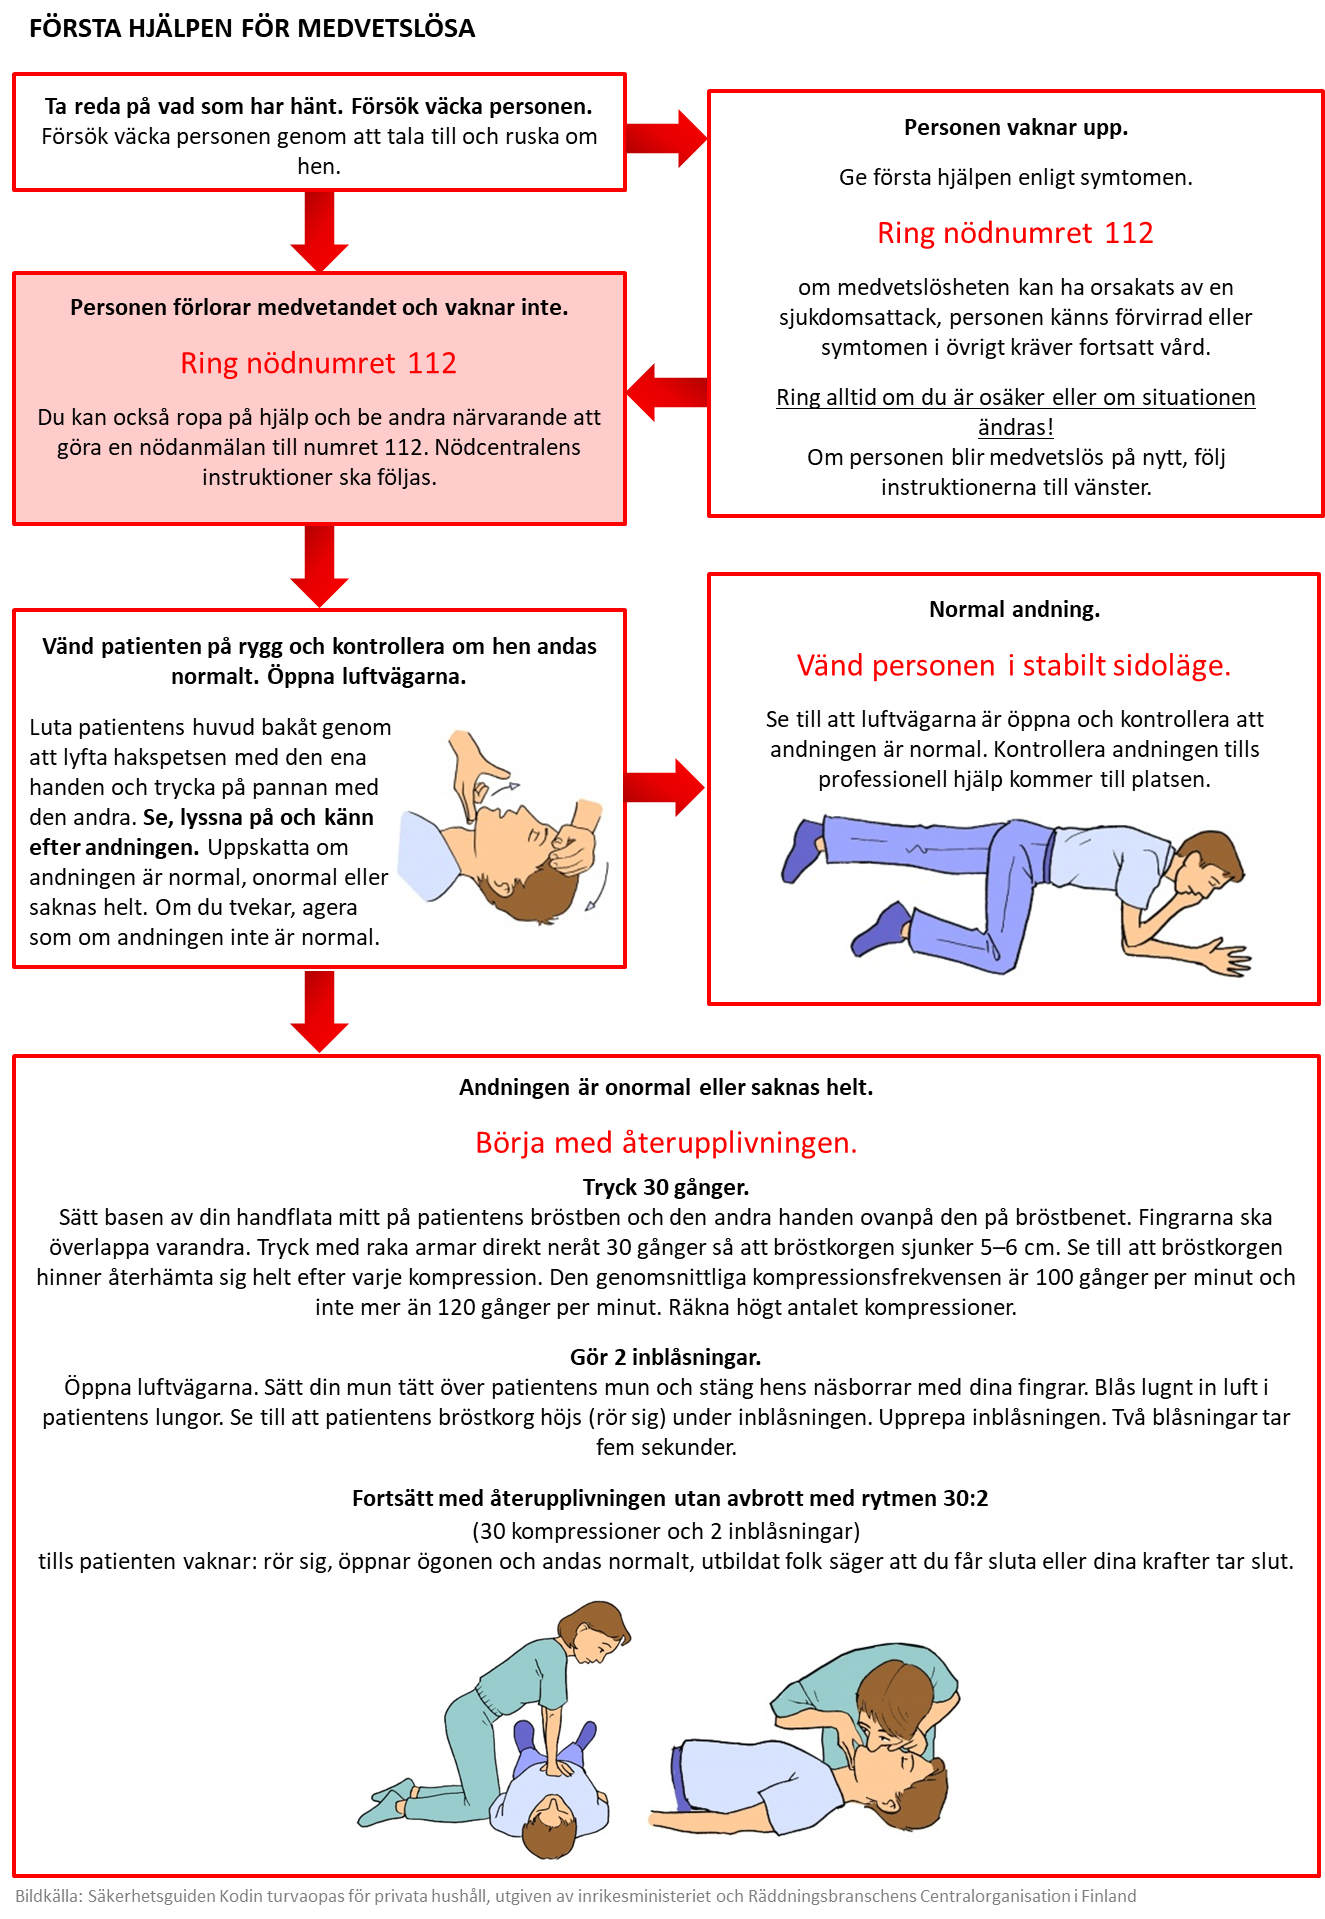 FÖRSTA HJÄLPEN FÖR MEDVETSLÖSA
Ta reda på vad som har hänt. Försök väcka personen.
Försök väcka personen genom att tala till och ruska om
hen.
Personen vaknar upp.
Ge första hjälpen enligt symtomen.
Ring nödnumret 112
om medvetslösheten kan ha orsakats av en
sjukdomsattack, personen känns förvirrad eller
symtomen i övrigt kräver fortsatt vård.
Ring alltid om du är osäker eller om situationen
ändras!
Om personen blir medvetslös på nytt, följ
instruktionerna till vänster.
Personen förlorar medvetandet och vaknar inte.
Ring nödnumret 112
Du kan också ropa på hjälp och be andra närvarande att
göra en nödanmälan till numret 112. Nödcentralens
instruktioner ska följas.
Vänd patienten på rygg och kontrollera om hen andas
normalt. Öppna luftvägarna.
Luta patientens huvud bakåt genom
att lyfta hakspetsen med den ena
handen och trycka på pannan med
den andra. Se, lyssna på och känn
efter andningen. Uppskatta om
andningen är normal, onormal eller
saknas helt. Om du tvekar, agera
som om andningen inte är normal.
Normal andning.
Vänd personen i stabilt sidoläge.
Se till att luftvägarna är öppna och kontrollera att
andningen är normal. Kontrollera andningen tills
professionell hjälp kommer till platsen.
Andningen är onormal eller saknas helt.
Börja med återupplivningen.
Tryck 30 gånger.
Sätt basen av din handflata mitt på patientens bröstben och den andra handen ovanpå den på bröstbenet. Fingrarna ska
överlappa varandra. Tryck med raka armar direkt neråt 30 gånger så att bröstkorgen sjunker 5–6 cm. Se till att bröstkorgen
hinner återhämta sig helt efter varje kompression. Den genomsnittliga kompressionsfrekvensen är 100 gånger per minut och
inte mer än 120 gånger per minut. Räkna högt antalet kompressioner.
Gör 2 inblåsningar.
Öppna luftvägarna. Sätt din mun tätt över patientens mun och stäng hens näsborrar med dina fingrar. Blås lugnt in luft i
patientens lungor. Se till att patientens bröstkorg höjs (rör sig) under inblåsningen. Upprepa inblåsningen. Två blåsningar tar
fem sekunder.
Fortsätt med återupplivningen utan avbrott med rytmen 30:2
(30 kompressioner och 2 inblåsningar)
tills patienten vaknar: rör sig, öppnar ögonen och andas normalt, utbildat folk säger att du får sluta eller dina krafter tar slut.
Bildkälla: Säkerhetsguiden Kodin turvaopas för privata hushåll, utgiven av inrikesministeriet och Räddningsbranschens Centralorganisation i Finland